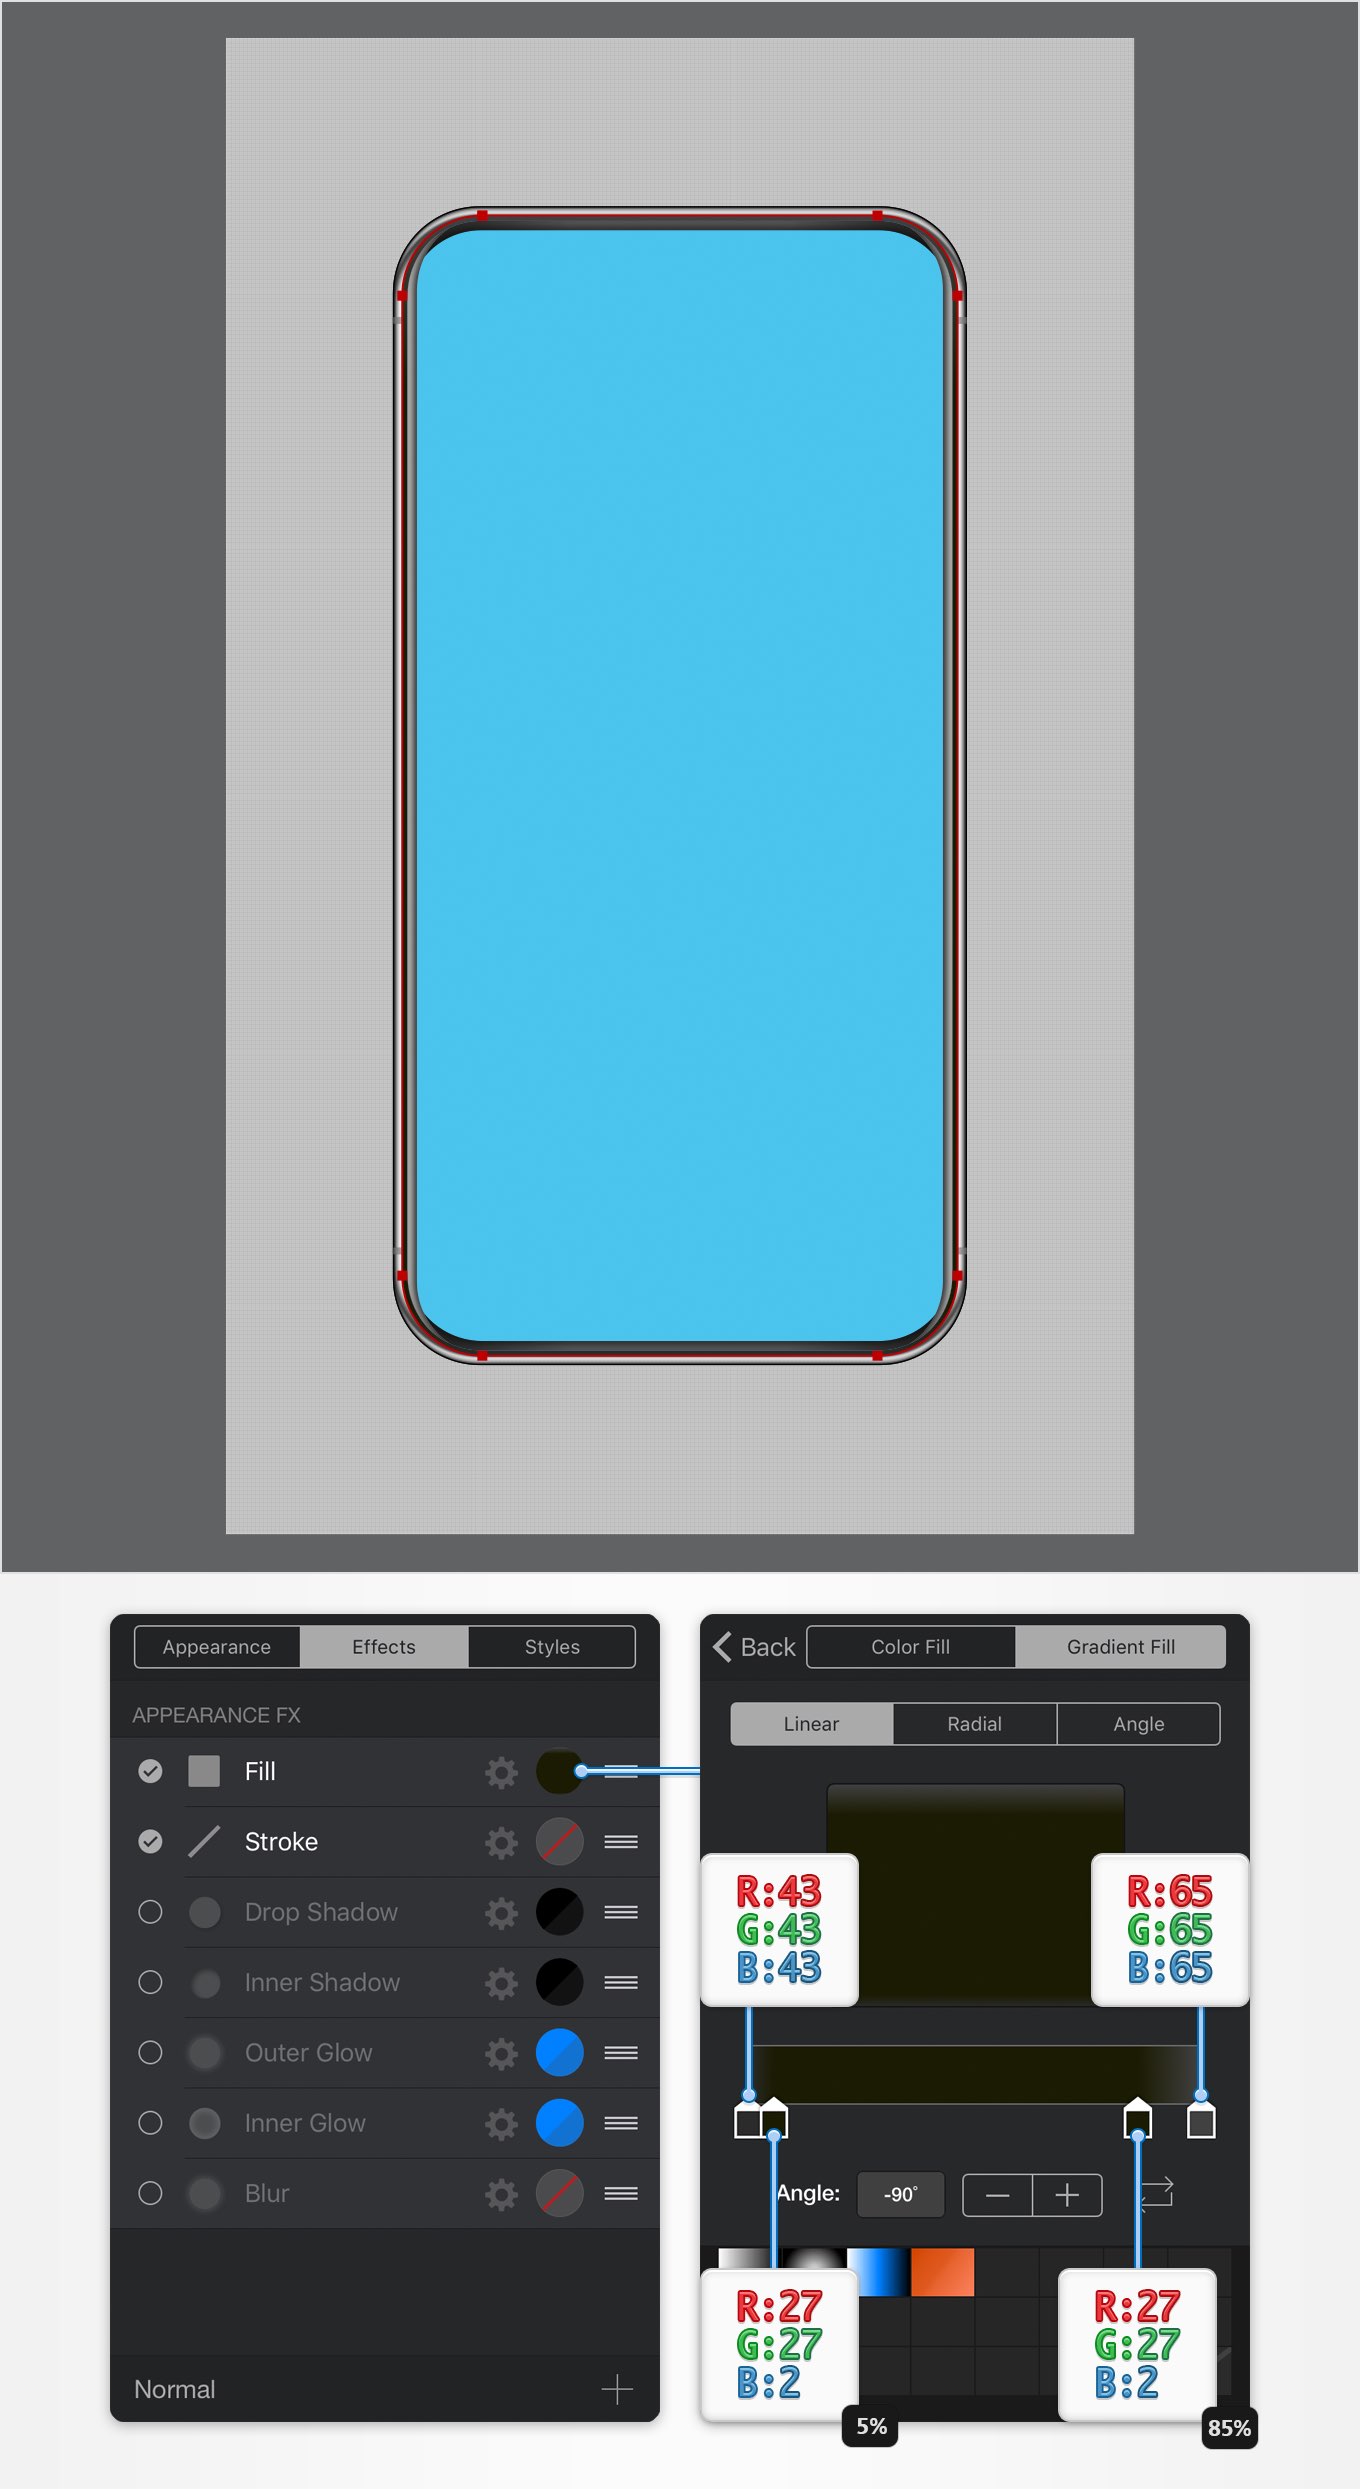 Appearance
Effects
Styles
APPEARANCE FX
Fill
Stroke
Drop Shadow
Inner Shadow
Outer Glow
Inner Glow
Blur
Normal
Back
Color Fill
Gradient Fill
Linear
Radial
Angle
R:43
G:43
B:43
R:65
G:65
B:65
Angle:
-90°
R:27
G:27
B:2
5%
R:27
G:27
B:2
85%